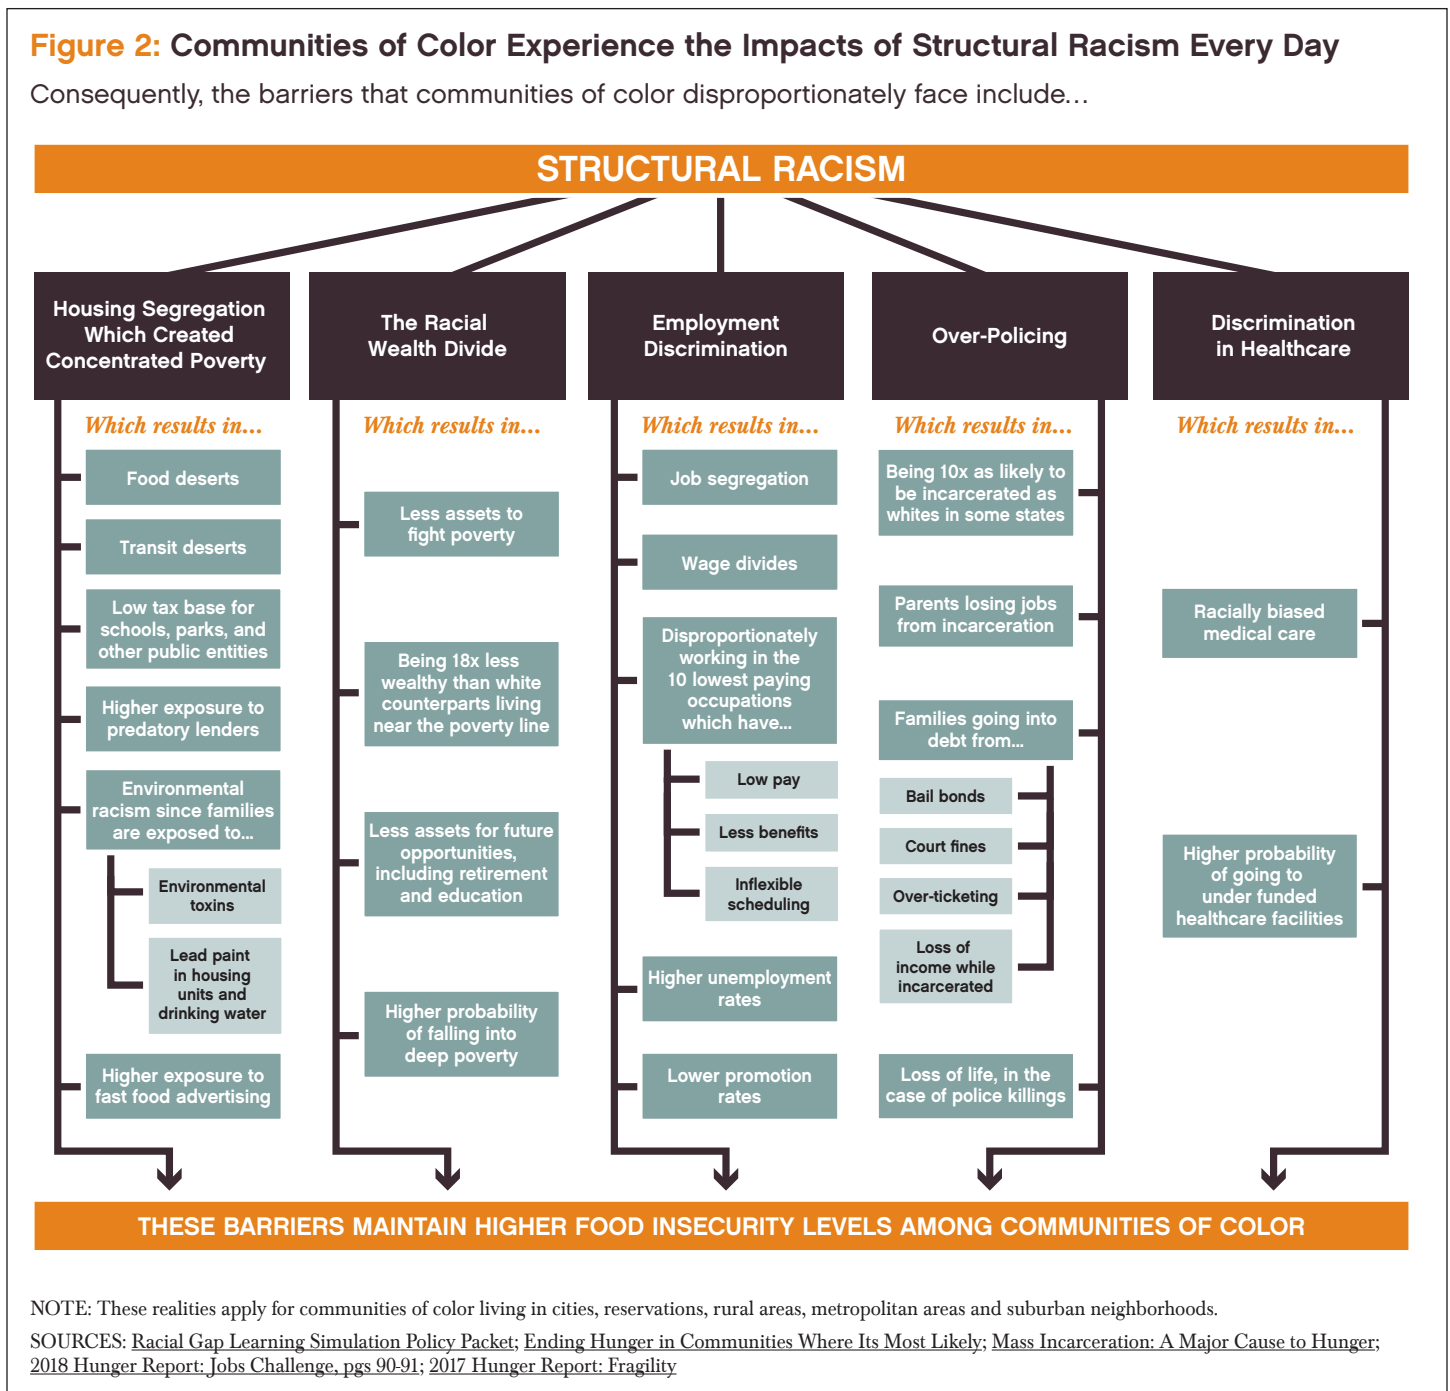 Figure 2: Communities of Color Experience the Impacts of Structural Racism Every Day
Consequently, the barriers that communities of color disproportionately face include...
STRUCTURAL RACISM
Housing Segregation
Which Created
Concentrated Poverty
Which results in...
Food deserts
Transit deserts
Low tax base for
schools, parks, and
other public entities
Higher exposure to
predatory lenders
Environmental
racism since families
are exposed to...
Environmental
toxins
Lead paint
in housing
units and
drinking water
Higher exposure to
fast food advertising
The Racial
Wealth Divide
Which results in...
Less assets to
fight poverty
Being 18x less
wealthy than white
counterparts living
near the poverty line
Less assets for future
opportunities,
including retirement
and education
Higher probability
of falling into
deep poverty
Employment
Discrimination
Which results in...
Job segregation
Wage divides
Disproportionately
working in the
10 lowest paying
occupations
which have...
Low pay
Less benefits
Inflexible
scheduling
Higher unemployment
rates
Lower promotion
rates
Over-Policing
Which results in...
Being 10x as likely to
be incarcerated as
whites in some states
Parents losing jobs
from incarceration
Families going into
debt from...
Bail bonds
Court fines
Over-ticketing
Loss of
income while
incarcerated
Loss of life, in the
case of police killings
Discrimination
in Healthcare
Which results in...
Racially biased
medical care
Higher probability
of going to
under funded
healthcare facilities
THESE BARRIERS MAINTAIN HIGHER FOOD INSECURITY LEVELS AMONG COMMUNITIES OF COLOR
NOTE: These realities apply for communities of color living in cities, reservations, rural areas, metropolitan areas and suburban neighborhoods.
SOURCES: Racial Gap Learning Simulation Policy Packet; Ending Hunger in Communities Where Its Most Likely; Mass Incarceration: A Major Cause to Hunger;
2018 Hunger Report: Jobs Challenge, pgs 90-91; 2017 Hunger Report: Fragility